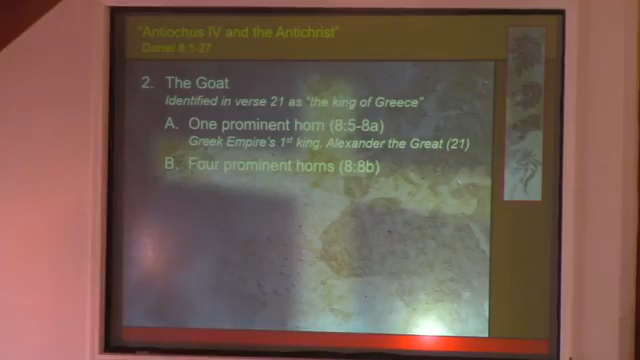 "Antiochus IV and the Antichrist"
Daniel 8:1-27
2. The Goat
Identified in verse 21 as "the king of Greece"
A. One prominent horn (8:5-8a)
Greek Empire's 1st king, Alexander the Great (21)
B. Four prominent horns (8:8b)